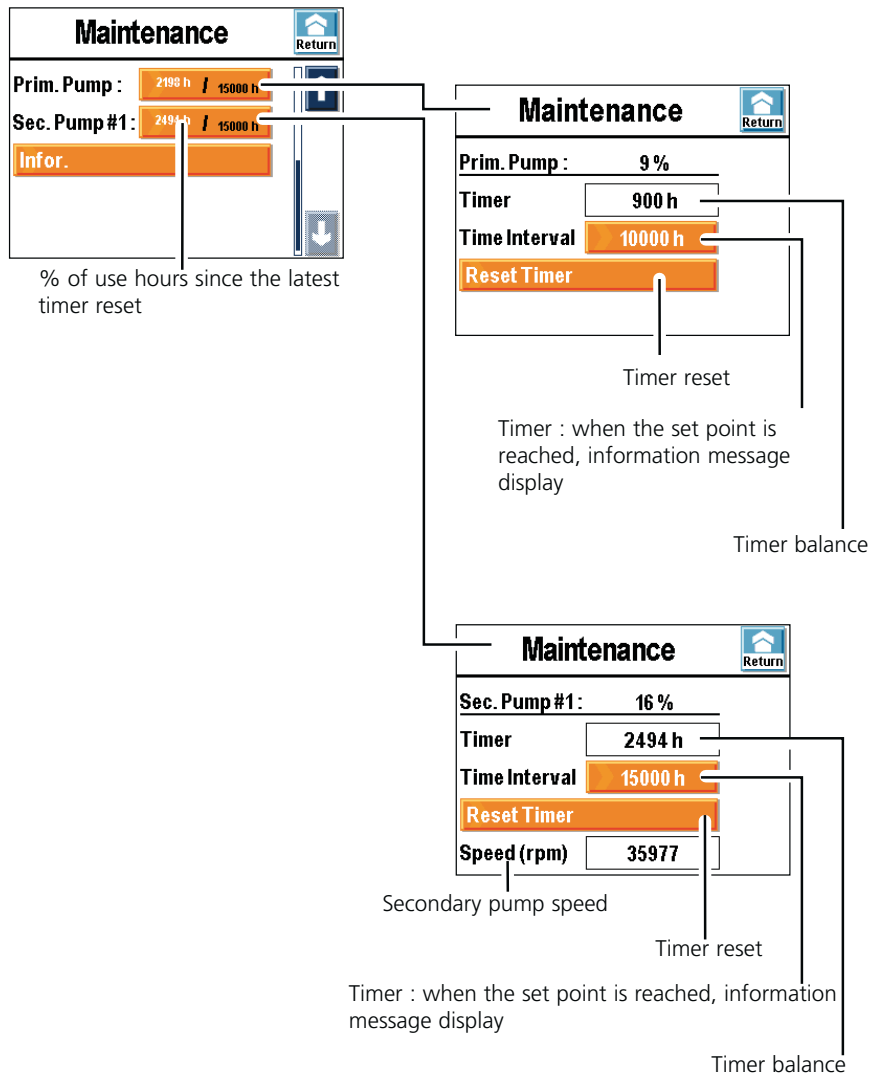 Maintenance
Return
Prim. Pump : 2198 h / 15000 h
Sec. Pump #1 : 2494 h / 15000 h
Infor.
% of use hours since the latest
timer reset
Maintenance
Return
Prim. Pump : 9 %
Timer 900 h
Time Interval 10000 h
Reset Timer
Timer reset
Timer : when the set point is
reached, information message
display
Timer balance
Maintenance
Return
Sec. Pump #1 : 16 %
Timer 2494 h
Time Interval 15000 h
Reset Timer
Speed (rpm) 35977
Secondary pump speed
Timer reset
Timer : when the set point is reached, information
message display
Timer balance